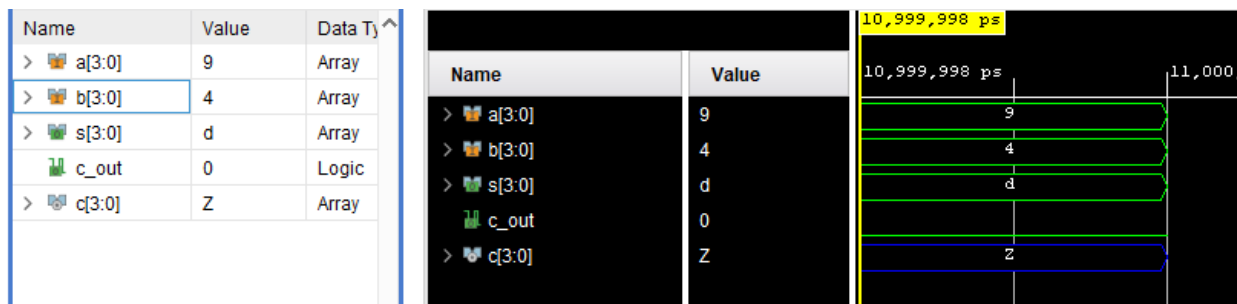 Name Value Data Ty
a[3:0] 9 Array
b[3:0] 4 Array
s[3:0] d Array
c_out 0 Logic
c[3:0] Z Array
10,999,998 ps
Name Value 10,999,998 ps 11,000,
a[3:0] 9 9
b[3:0] 4 4
s[3:0] d d
c_out 0
c[3:0] Z Z